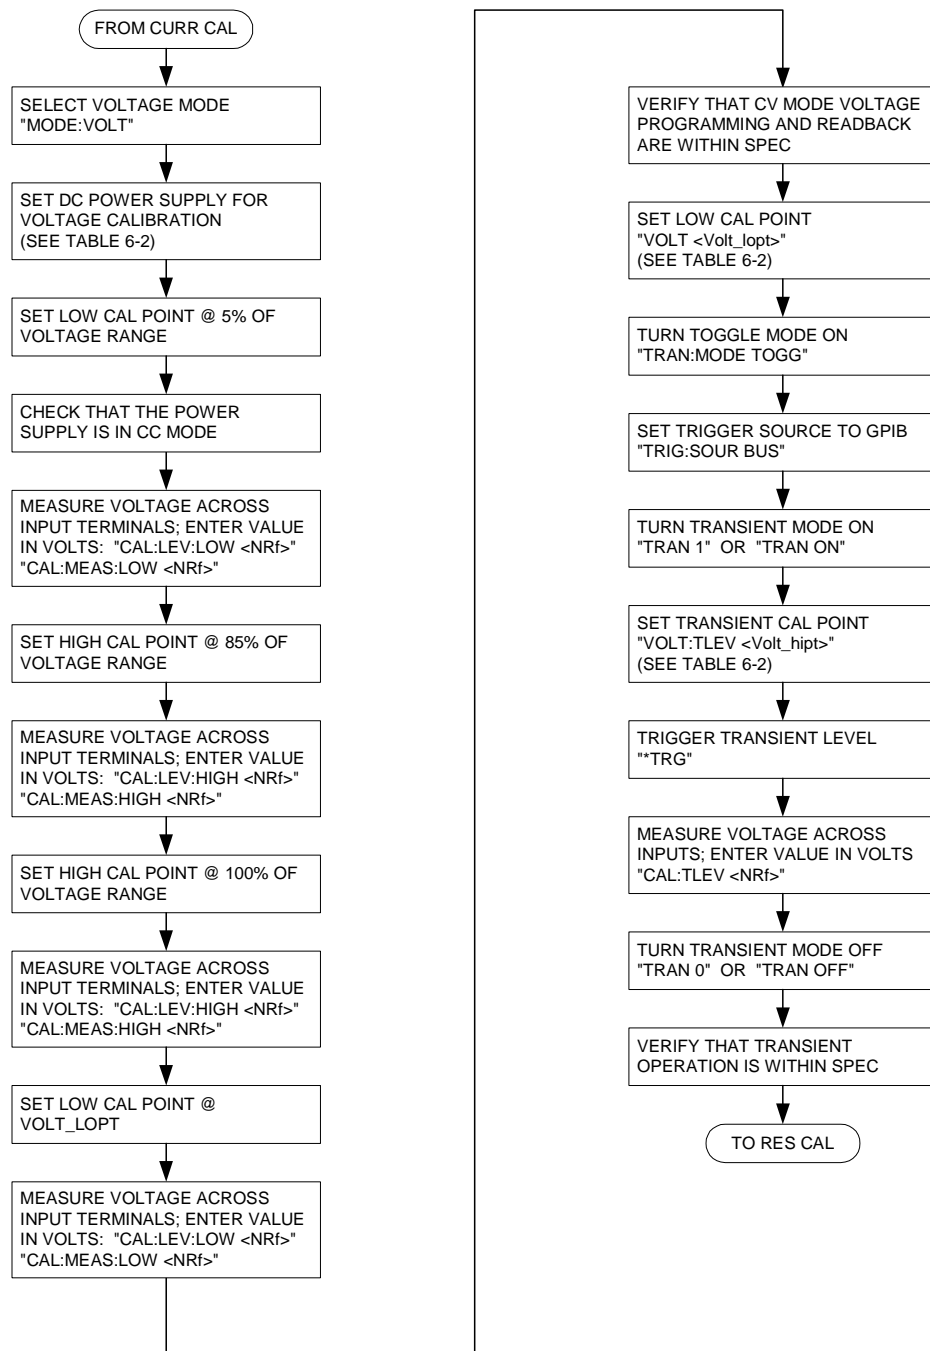 FROM CURR CAL
SELECT VOLTAGE MODE
"MODE:VOLT"
SET DC POWER SUPPLY FOR
VOLTAGE CALIBRATION
(SEE TABLE 6-2)
SET LOW CAL POINT @ 5% OF
VOLTAGE RANGE
CHECK THAT THE POWER
SUPPLY IS IN CC MODE
MEASURE VOLTAGE ACROSS
INPUT TERMINALS; ENTER VALUE
IN VOLTS: "CAL:LEV:LOW <NRf>"
"CAL:MEAS:LOW <NRf>"
SET HIGH CAL POINT @ 85% OF
VOLTAGE RANGE
MEASURE VOLTAGE ACROSS
INPUT TERMINALS; ENTER VALUE
IN VOLTS: "CAL:LEV:HIGH <NRf>"
"CAL:MEAS:HIGH <NRf>"
SET HIGH CAL POINT @ 100% OF
VOLTAGE RANGE
MEASURE VOLTAGE ACROSS
INPUT TERMINALS; ENTER VALUE
IN VOLTS: "CAL:LEV:HIGH <NRf>"
"CAL:MEAS:HIGH <NRf>"
SET LOW CAL POINT @
VOLT_LOPT
MEASURE VOLTAGE ACROSS
INPUT TERMINALS; ENTER VALUE
IN VOLTS: "CAL:LEV:LOW <NRf>"
"CAL:MEAS:LOW <NRf>"
VERIFY THAT CV MODE VOLTAGE
PROGRAMMING AND READBACK
ARE WITHIN SPEC
SET LOW CAL POINT
"VOLT <Volt_lopt>"
(SEE TABLE 6-2)
TURN TOGGLE MODE ON
"TRAN:MODE TOGG"
SET TRIGGER SOURCE TO GPIB
"TRIG:SOUR BUS"
TURN TRANSIENT MODE ON
"TRAN 1" OR "TRAN ON"
SET TRANSIENT CAL POINT
"VOLT:TLEV <Volt_hipt>"
(SEE TABLE 6-2)
TRIGGER TRANSIENT LEVEL
"*TRG"
MEASURE VOLTAGE ACROSS
INPUTS; ENTER VALUE IN VOLTS
"CAL:TLEV <NRf>"
TURN TRANSIENT MODE OFF
"TRAN 0" OR "TRAN OFF"
VERIFY THAT TRANSIENT
OPERATION IS WITHIN SPEC
TO RES CAL